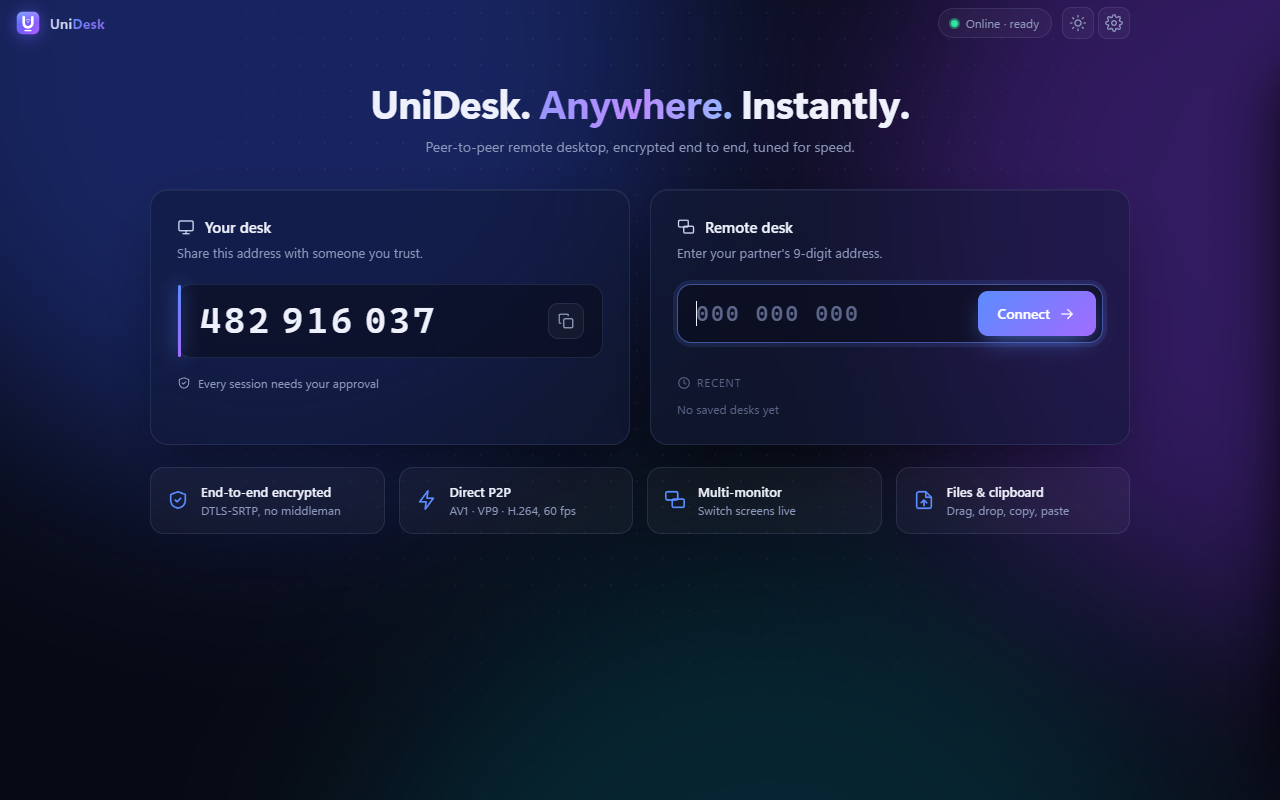 UniDesk
Online · ready
UniDesk. Anywhere. Instantly.
Peer-to-peer remote desktop, encrypted end to end, tuned for speed.
Your desk
Share this address with someone you trust.
482 916 037
Every session needs your approval
Remote desk
Enter your partner's 9-digit address.
000 000 000
Connect
RECENT
No saved desks yet
End-to-end encrypted
DTLS-SRTP, no middleman
Direct P2P
AV1 · VP9 · H.264, 60 fps
Multi-monitor
Switch screens live
Files & clipboard
Drag, drop, copy, paste